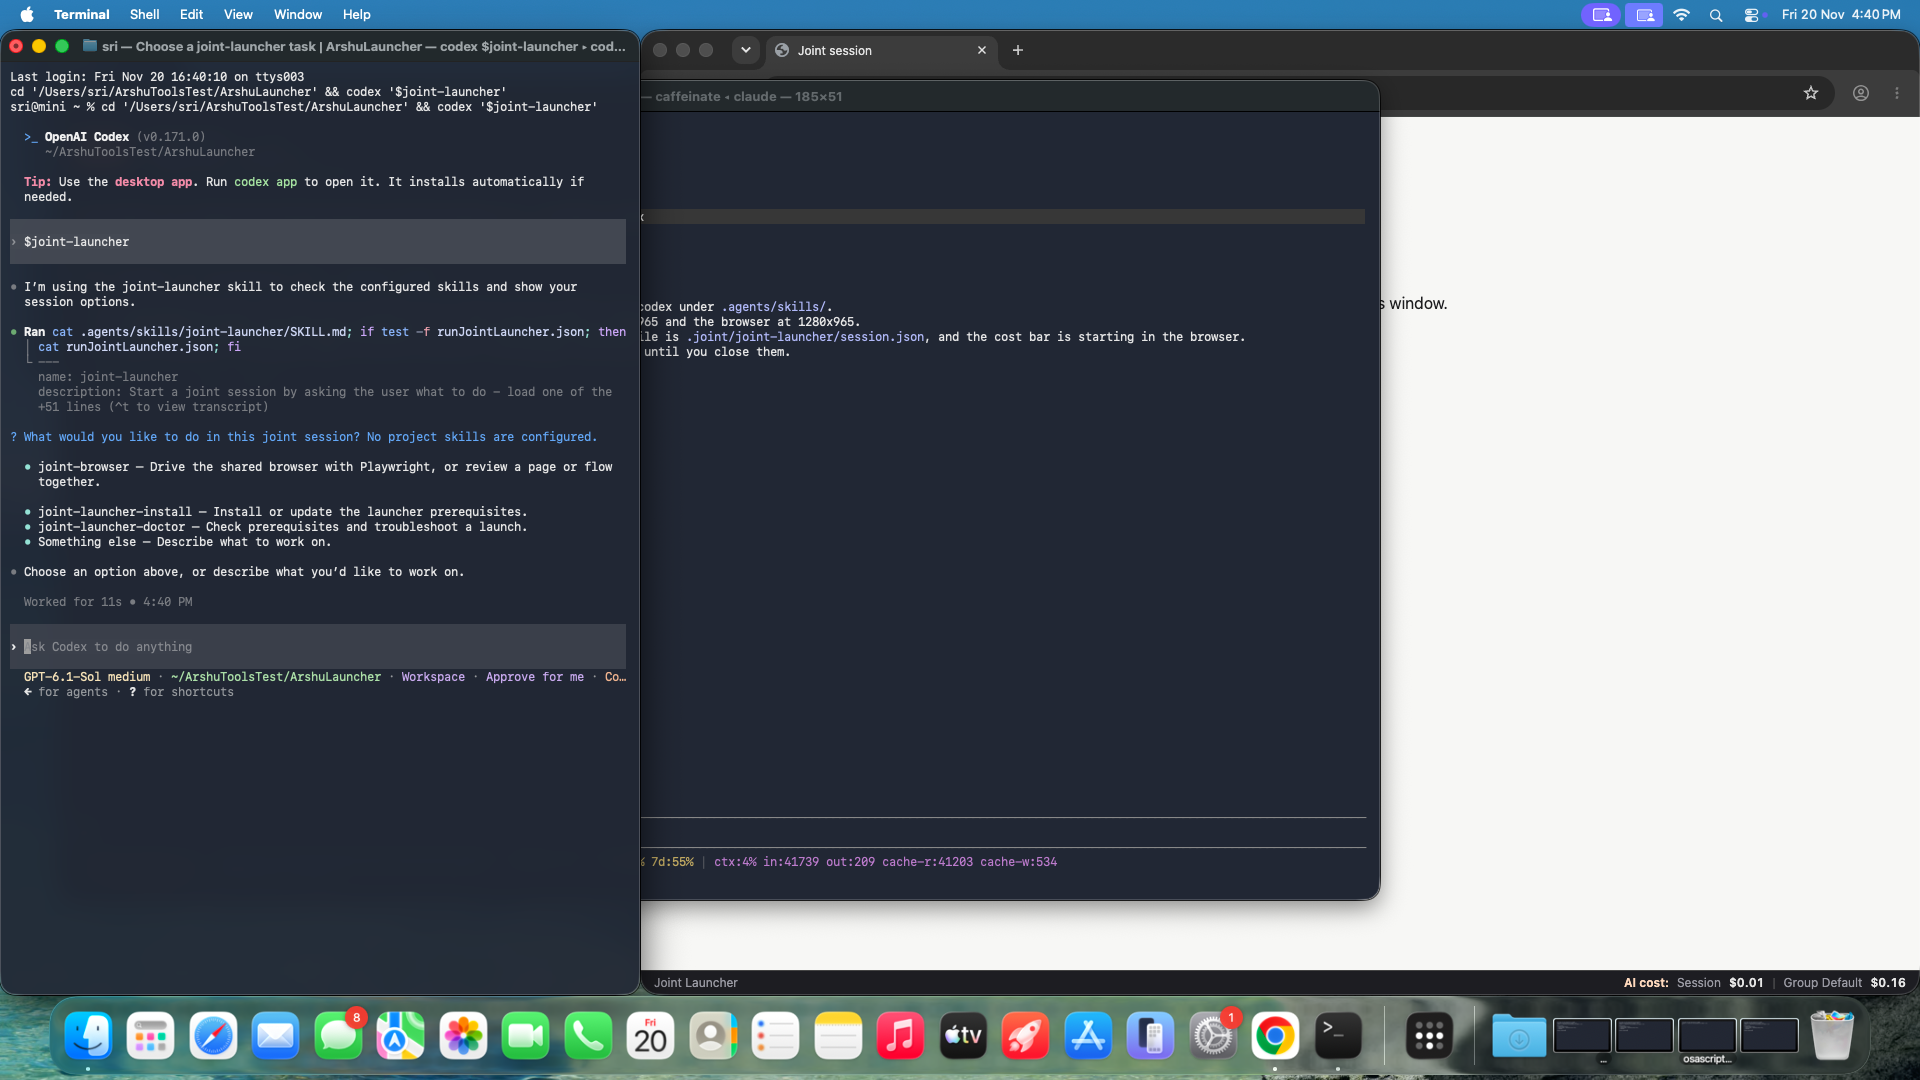 Terminal Shell Edit View Window Help
Fri 20 Nov 4:40 PM
sri — Choose a joint-launcher task | ArshuLauncher — codex $joint-launcher ▸ cod...
Last login: Fri Nov 20 16:40:10 on ttys003
cd '/Users/sri/ArshuToolsTest/ArshuLauncher' && codex '$joint-launcher'
sri@mini ~ % cd '/Users/sri/ArshuToolsTest/ArshuLauncher' && codex '$joint-launcher'
>_ OpenAI Codex (v0.171.0)
~/ArshuToolsTest/ArshuLauncher
Tip: Use the desktop app. Run codex app to open it. It installs automatically if
needed.
› $joint-launcher
• I’m using the joint-launcher skill to check the configured skills and show your
session options.
• Ran cat .agents/skills/joint-launcher/SKILL.md; if test -f runJointLauncher.json; then
│ cat runJointLauncher.json; fi
└ ---
name: joint-launcher
description: Start a joint session by asking the user what to do — load one of the
+51 lines (^t to view transcript)
? What would you like to do in this joint session? No project skills are configured.
• joint-browser — Drive the shared browser with Playwright, or review a page or flow
together.
• joint-launcher-install — Install or update the launcher prerequisites.
• joint-launcher-doctor — Check prerequisites and troubleshoot a launch.
• Something else — Describe what to work on.
• Choose an option above, or describe what you’d like to work on.
Worked for 11s • 4:40 PM
› sk Codex to do anything
GPT-6.1-Sol medium · ~/ArshuToolsTest/ArshuLauncher · Workspace · Approve for me · Co…
← for agents · ? for shortcuts
Joint session
— caffeinate ◂ claude — 185×51
codex under .agents/skills/.
965 and the browser at 1280x965.
ile is .joint/joint-launcher/session.json, and the cost bar is starting in the browser.
until you close them.
% 7d:55% | ctx:4% in:41739 out:209 cache-r:41203 cache-w:534
s window.
Joint Launcher
AI cost: Session $0.01 | Group Default $0.16
8
Fri
20
tv
1
>_
...
osascript...